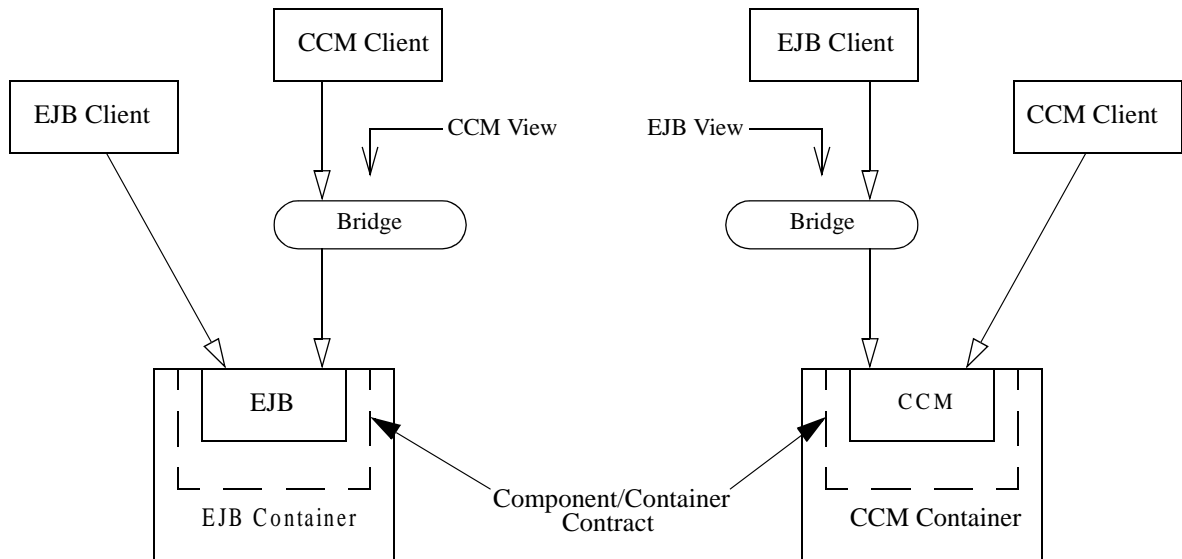 CCM Client
EJB Client
EJB Client
CCM Client
CCM View
EJB View
Bridge
Bridge
EJB
CCM
Component/Container
Contract
EJB Container
CCM Container